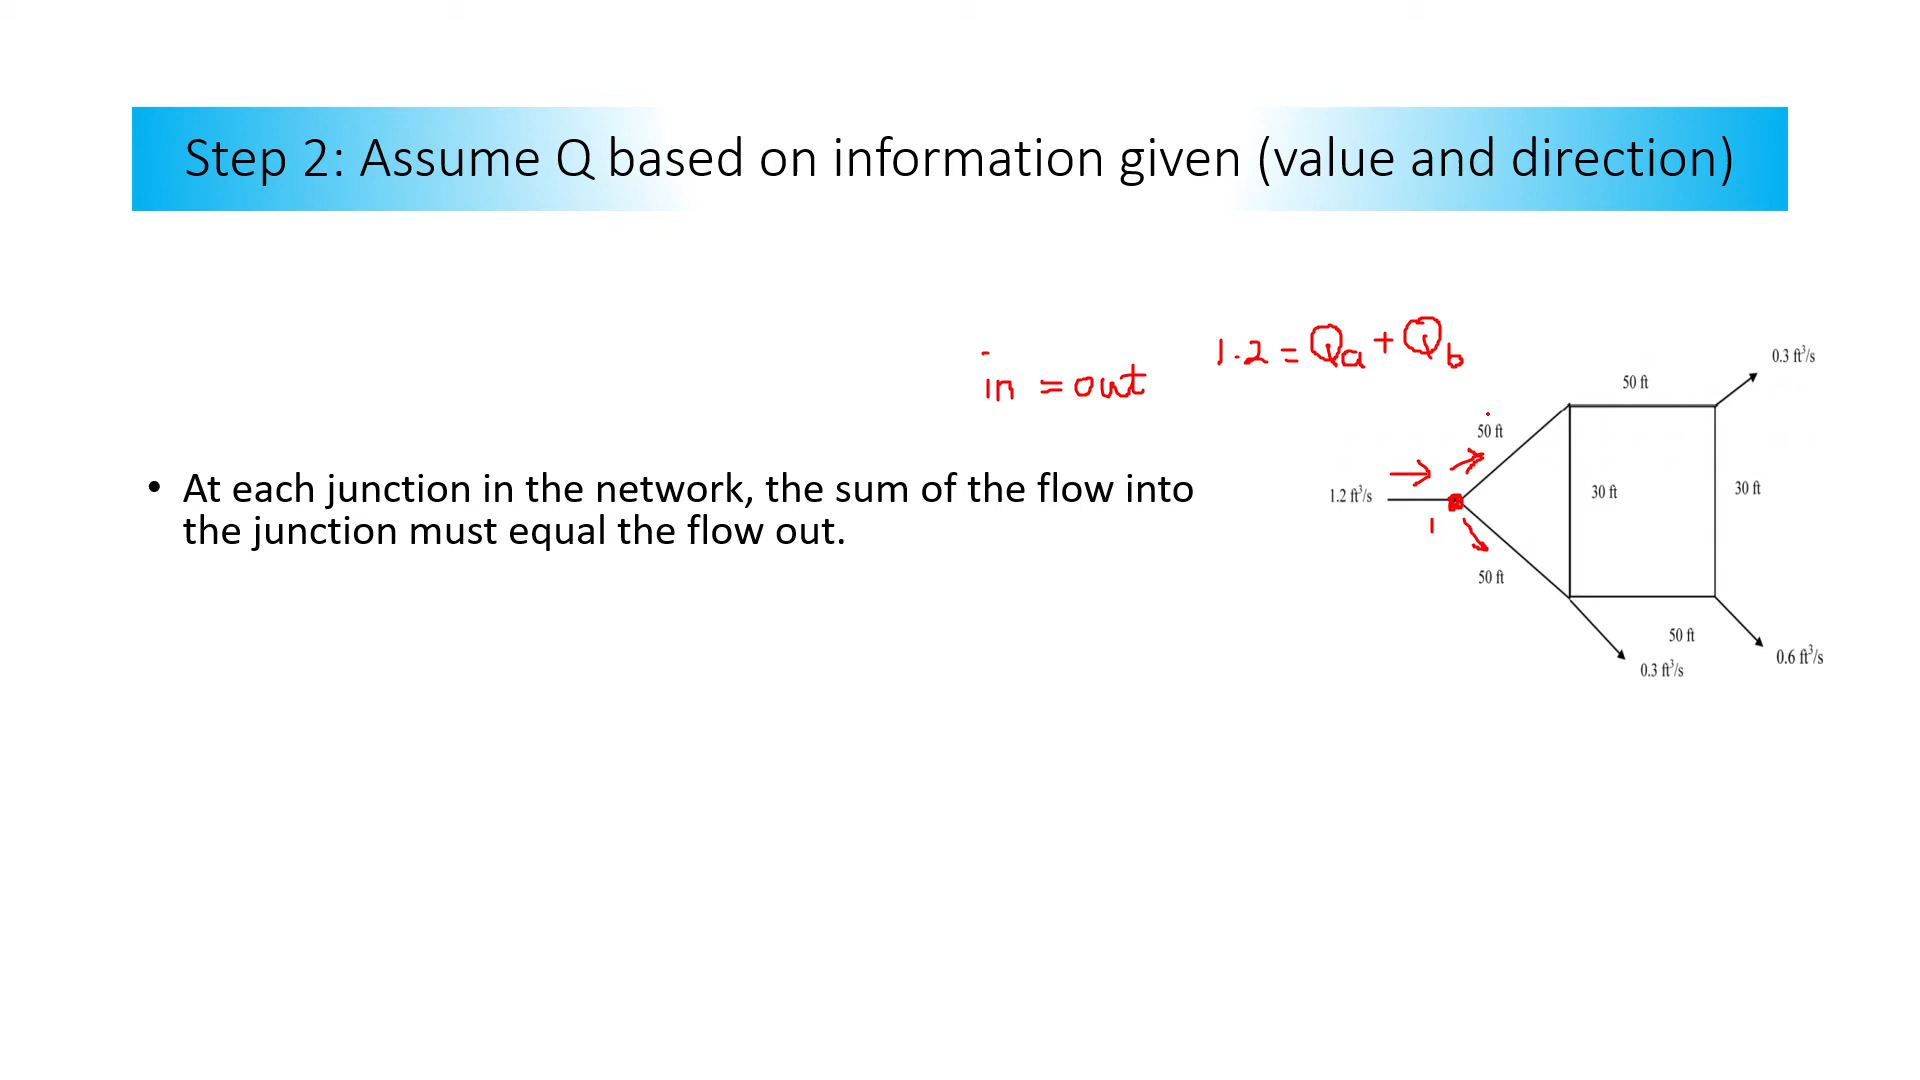 Step 2: Assume Q based on information given (value and direction)
1.2 = Qa + Qb
in = out
0.3 ft³/s
50 ft
50 ft
• At each junction in the network, the sum of the flow into
the junction must equal the flow out.
1.2 ft³/s
30 ft
30 ft
1
50 ft
50 ft
0.3 ft³/s
0.6 ft³/s